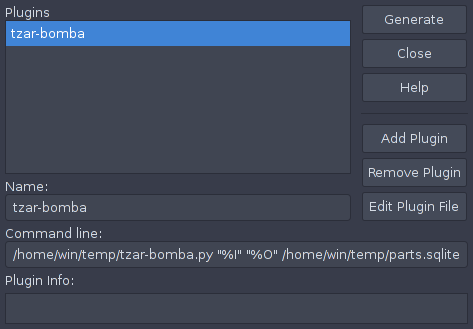 Plugins
tzar-bomba
Generate
Close
Help
Add Plugin
Remove Plugin
Edit Plugin File
Name:
tzar-bomba
Command line:
/home/win/temp/tzar-bomba.py "%I" "%O" /home/win/temp/parts.sqlite
Plugin Info: